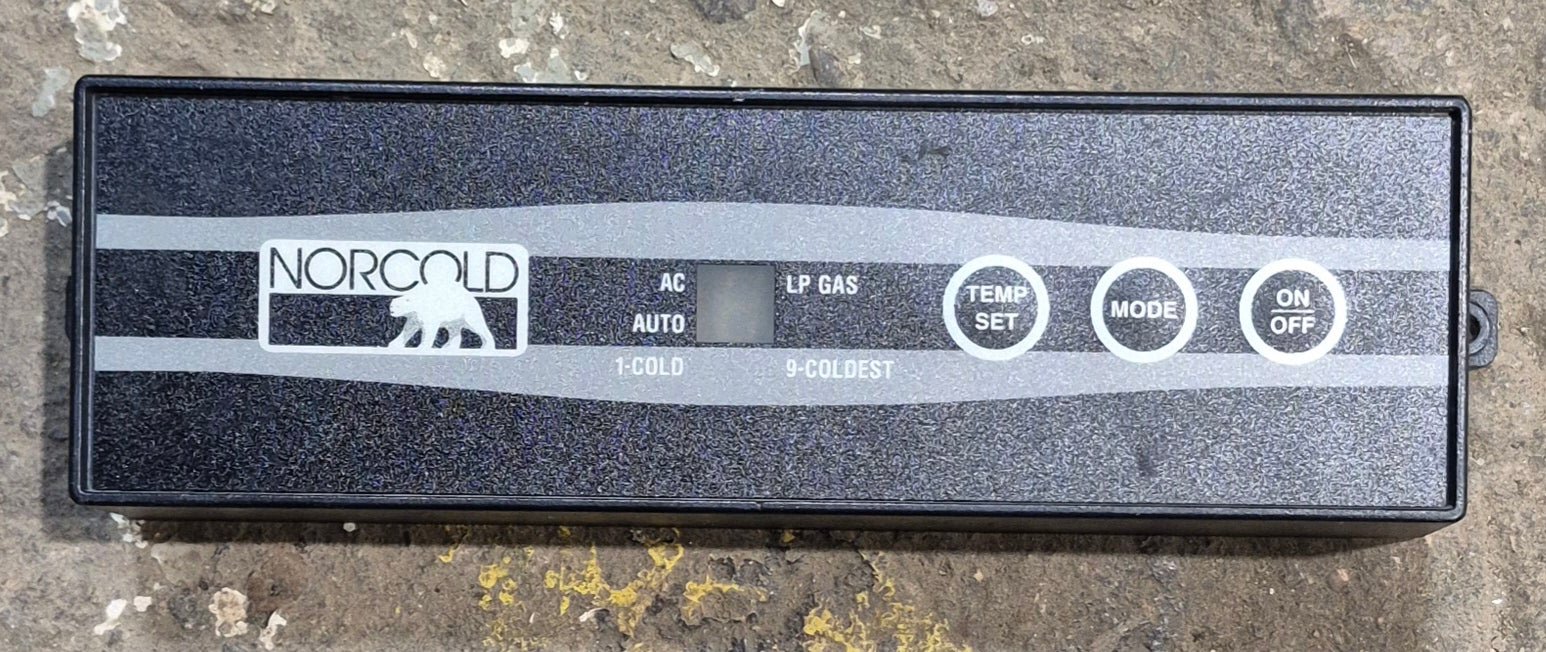 NORCOLD
AC
LP GAS
AUTO
1-COLD
9-COLDEST
TEMP
SET
MODE
ON
OFF